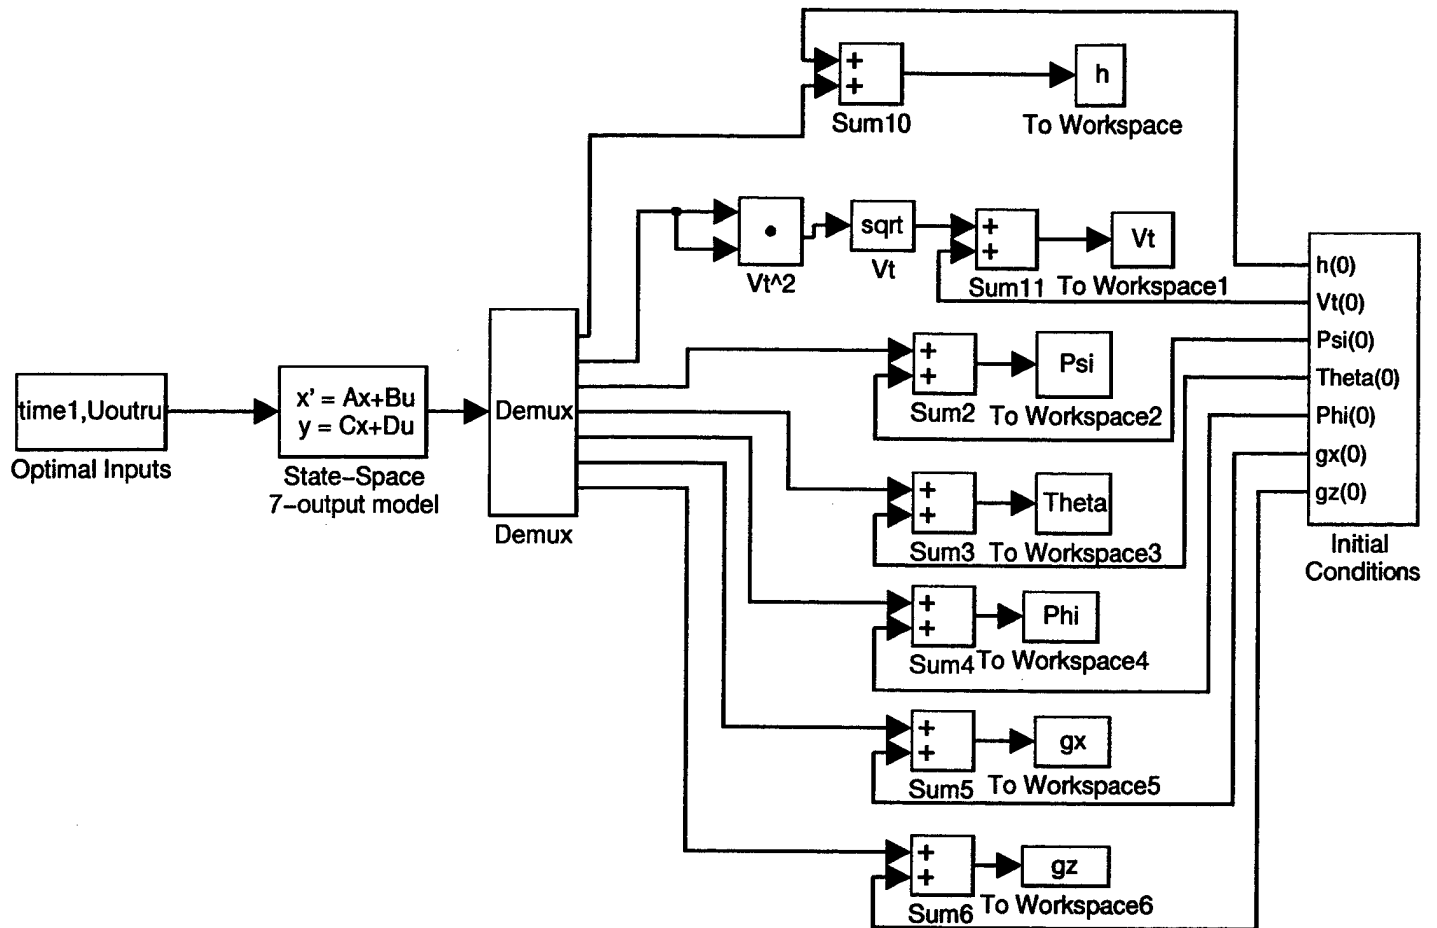 +
+
h
Sum10
To Workspace
•
sqrt
+
+
Vt
Vt^2
Vt
Sum11
To Workspace1
h(0)
Vt(0)
Psi(0)
Theta(0)
Phi(0)
gx(0)
gz(0)
Initial
Conditions
+
+
Psi
Sum2
To Workspace2
time1,Uoutru
Optimal Inputs
x' = Ax+Bu
y = Cx+Du
State-Space
7-output model
Demux
Demux
+
+
Theta
Sum3
To Workspace3
+
+
Phi
Sum4
To Workspace4
+
+
gx
Sum5
To Workspace5
+
+
gz
Sum6
To Workspace6